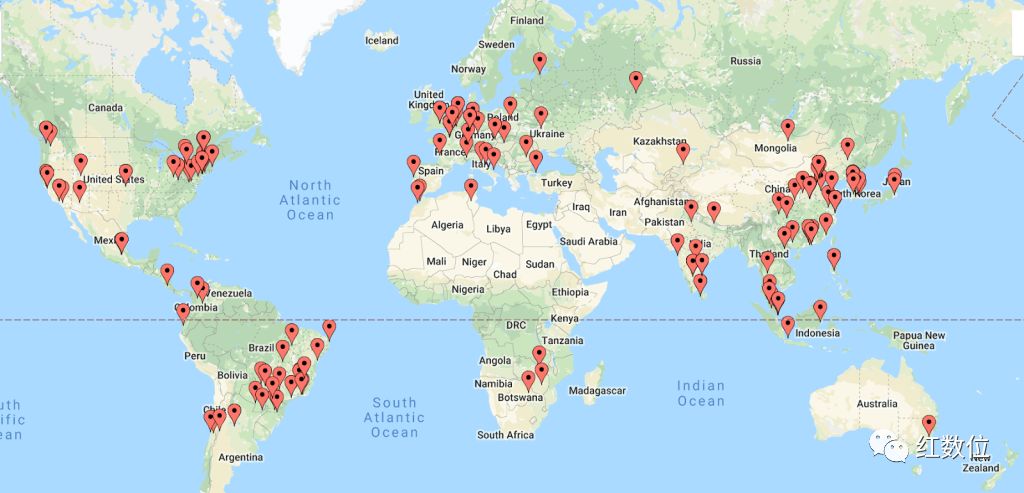 Iceland
Finland
Sweden
Norway
Russia
Canada
United
Kingdom
Poland
Germany
Ukraine
Kazakhstan
Mongolia
France
North
Atlantic
Ocean
United States
Spain
Italy
Turkey
China
South Korea
Japan
Afghanistan
Iraq
Iran
Pakistan
Algeria
Libya
Egypt
Saudi Arabia
India
Mexico
Mali
Niger
Chad
Sudan
Thailand
Nigeria
Ethiopia
Venezuela
Colombia
DRC
Kenya
Tanzania
Indonesia
Papua New
Guinea
Peru
Brazil
Bolivia
Angola
Namibia
Botswana
Madagascar
Indian
Ocean
Chile
South
Atlantic
Ocean
Australia
South Africa
Argentina
红数位
New
Zealand
uth
ific
ean